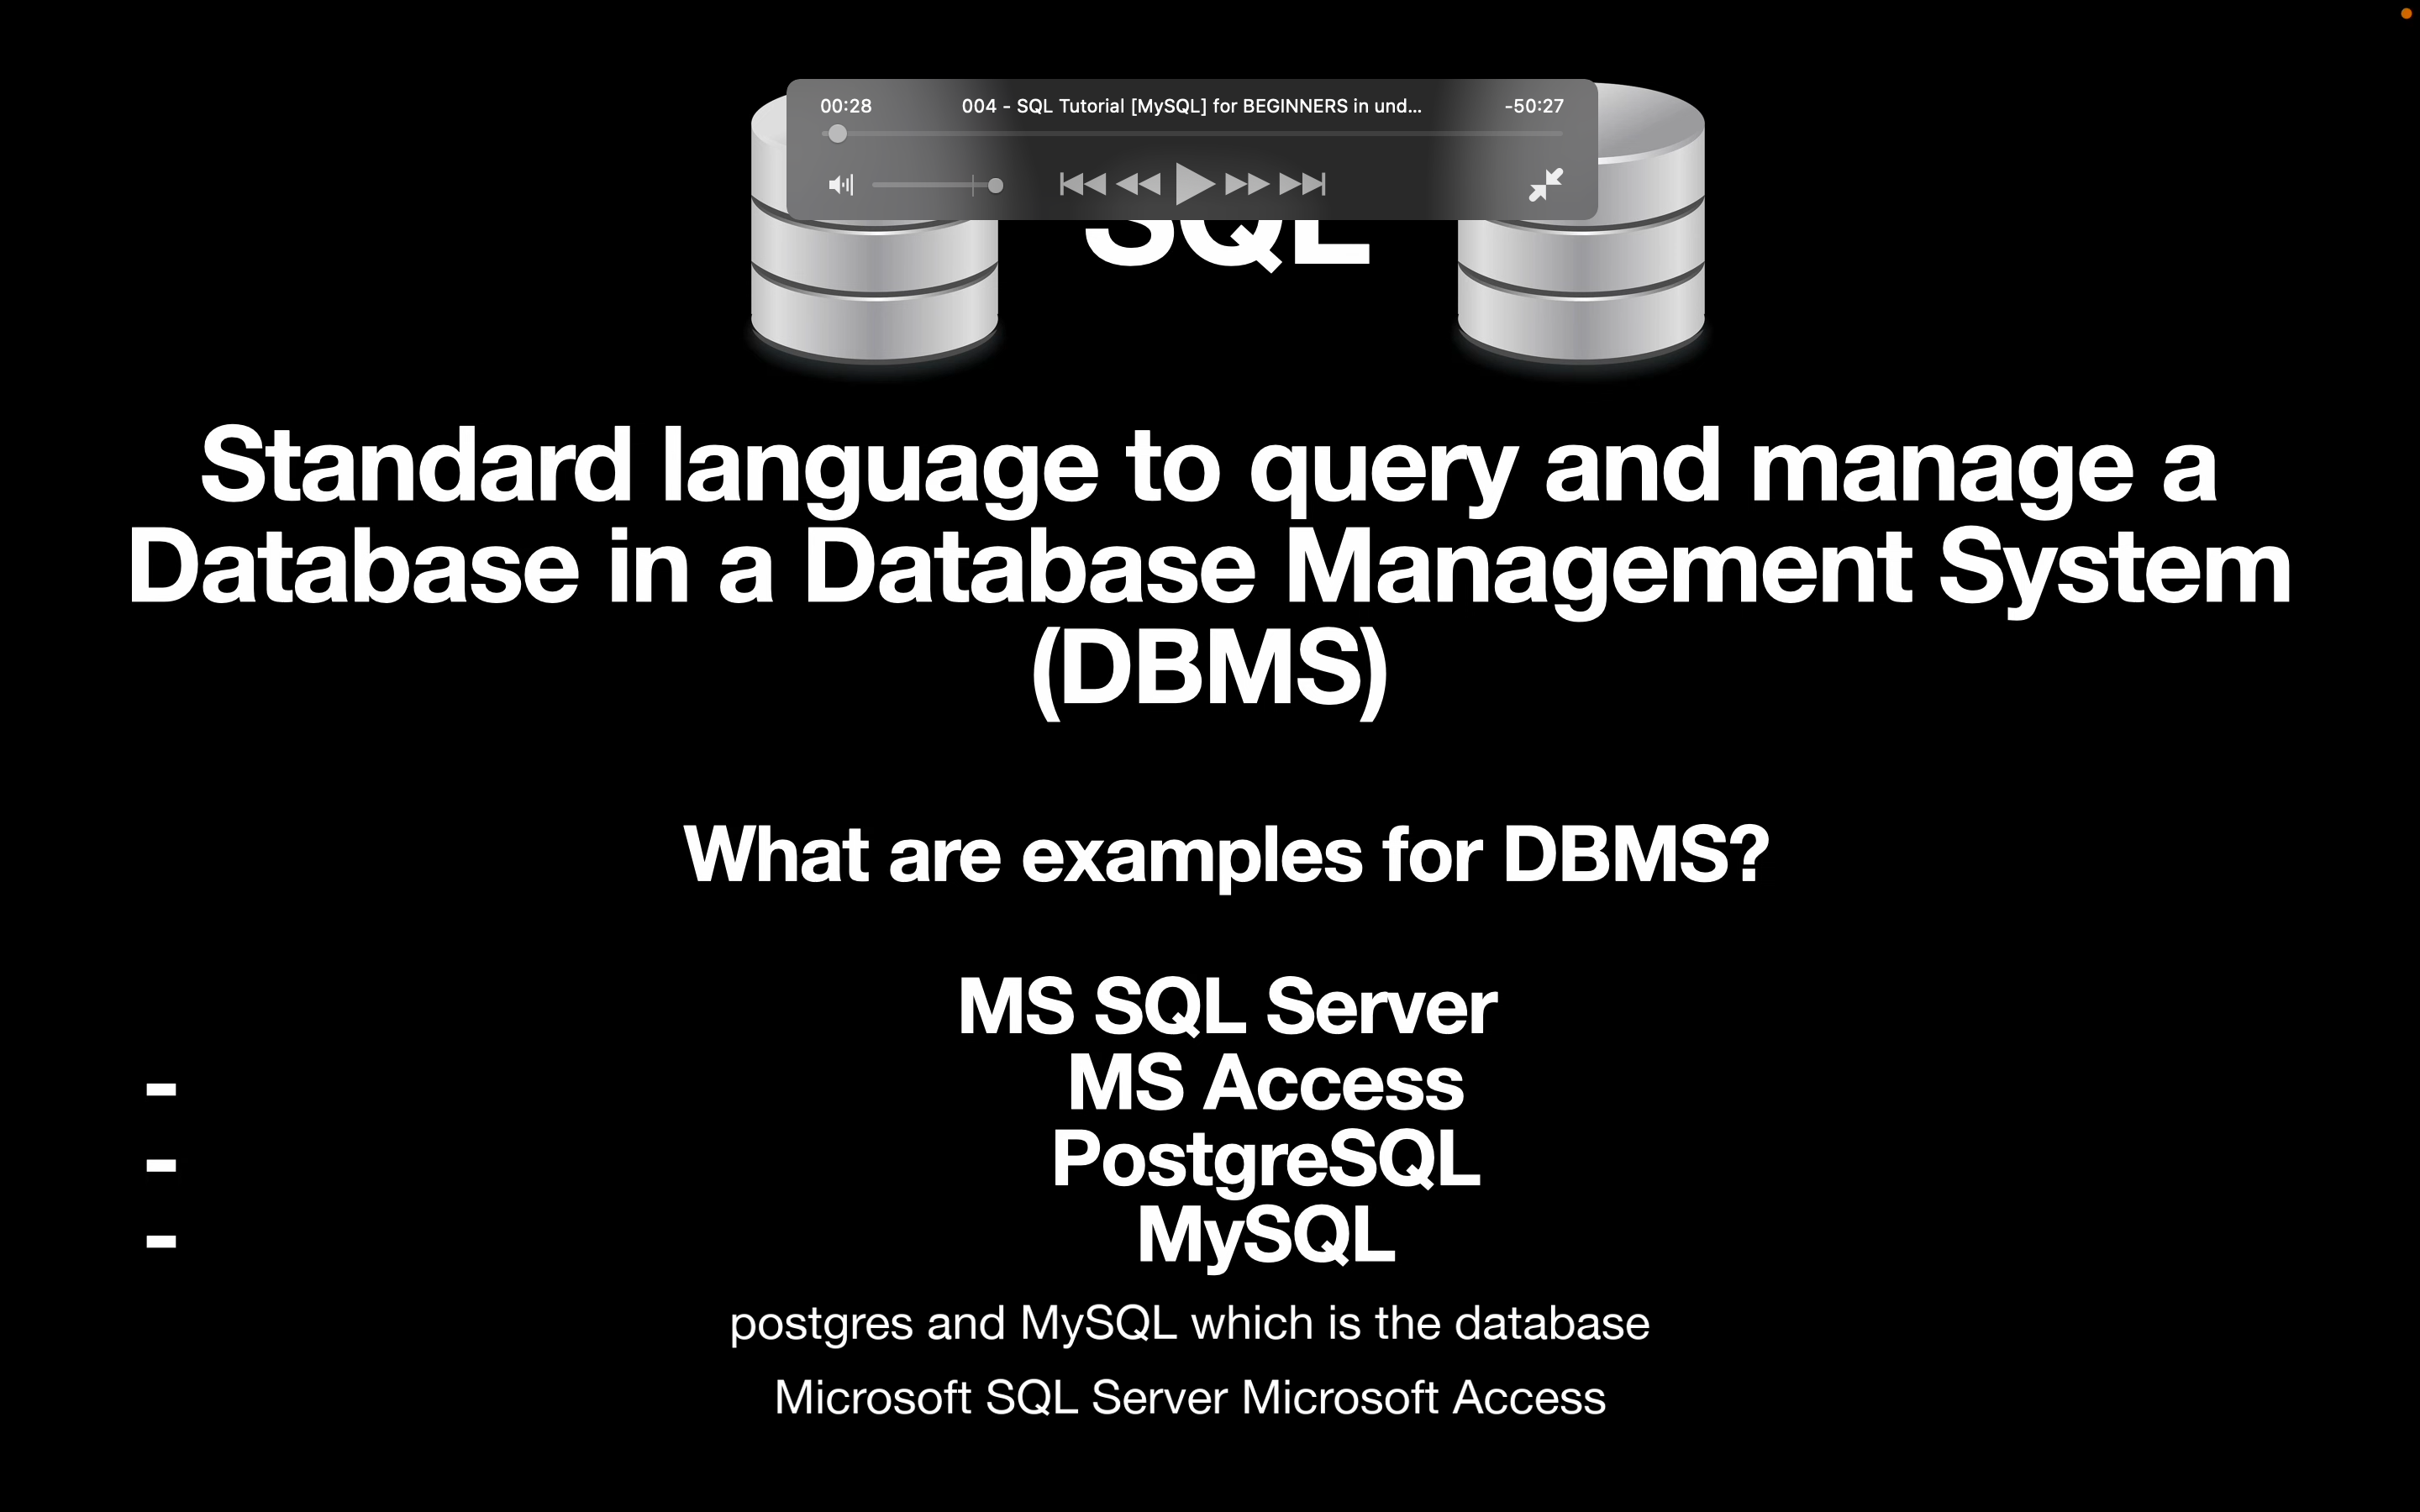 00:28 004 - SQL Tutorial [MySQL] for BEGINNERS in und... -50:27
SQL
Standard language to query and manage a
Database in a Database Management System
(DBMS)
What are examples for DBMS?
MS SQL Server
- MS Access
- PostgreSQL
- MySQL
postgres and MySQL which is the database
Microsoft SQL Server Microsoft Access